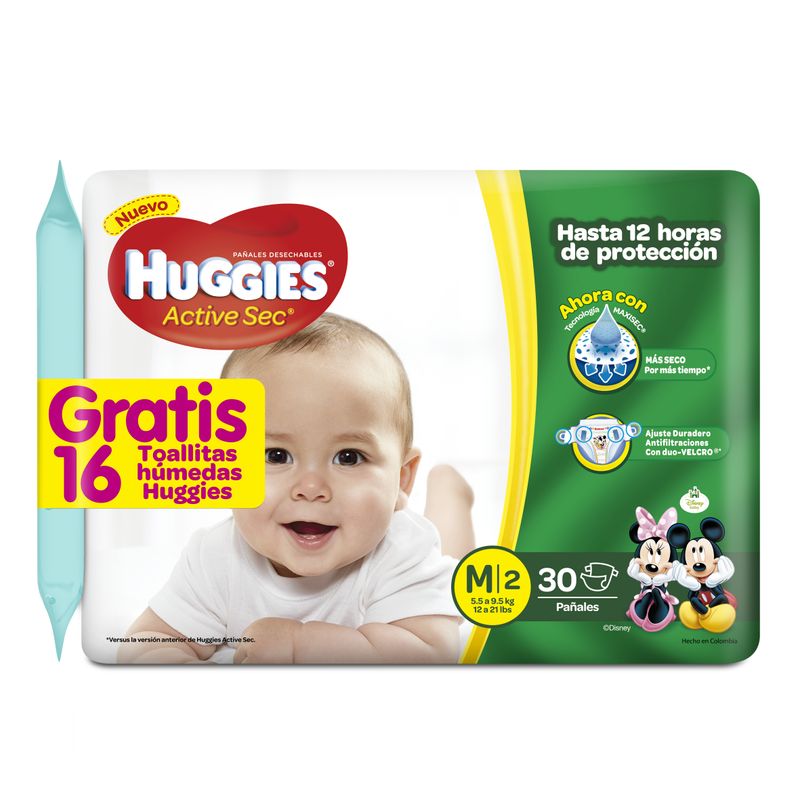 Nuevo
PAÑALES DESECHABLES
HUGGIES®
Active Sec®
Gratis
16 Toallitas
húmedas
Huggies
Hasta 12 horas
de protección
Ahora con
Tecnología MAXISEC®
MÁS SECO
Por más tiempo*
Ajuste Duradero
Antifiltraciones
Con duo-VELCRO®*
Disney
baby
M|2
5.5 a 9.5 kg
12 a 21 lbs
30
Pañales
©Disney
Hecho en Colombia
*Versus la versión anterior de Huggies Active Sec.